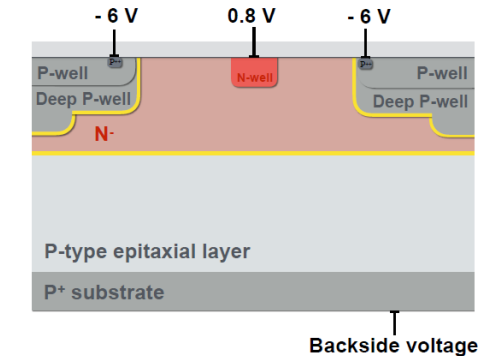 - 6 V 0.8 V - 6 V
P++ P++
P-well N-well P-well
Deep P-well Deep P-well
N-
P-type epitaxial layer
P+ substrate
Backside voltage